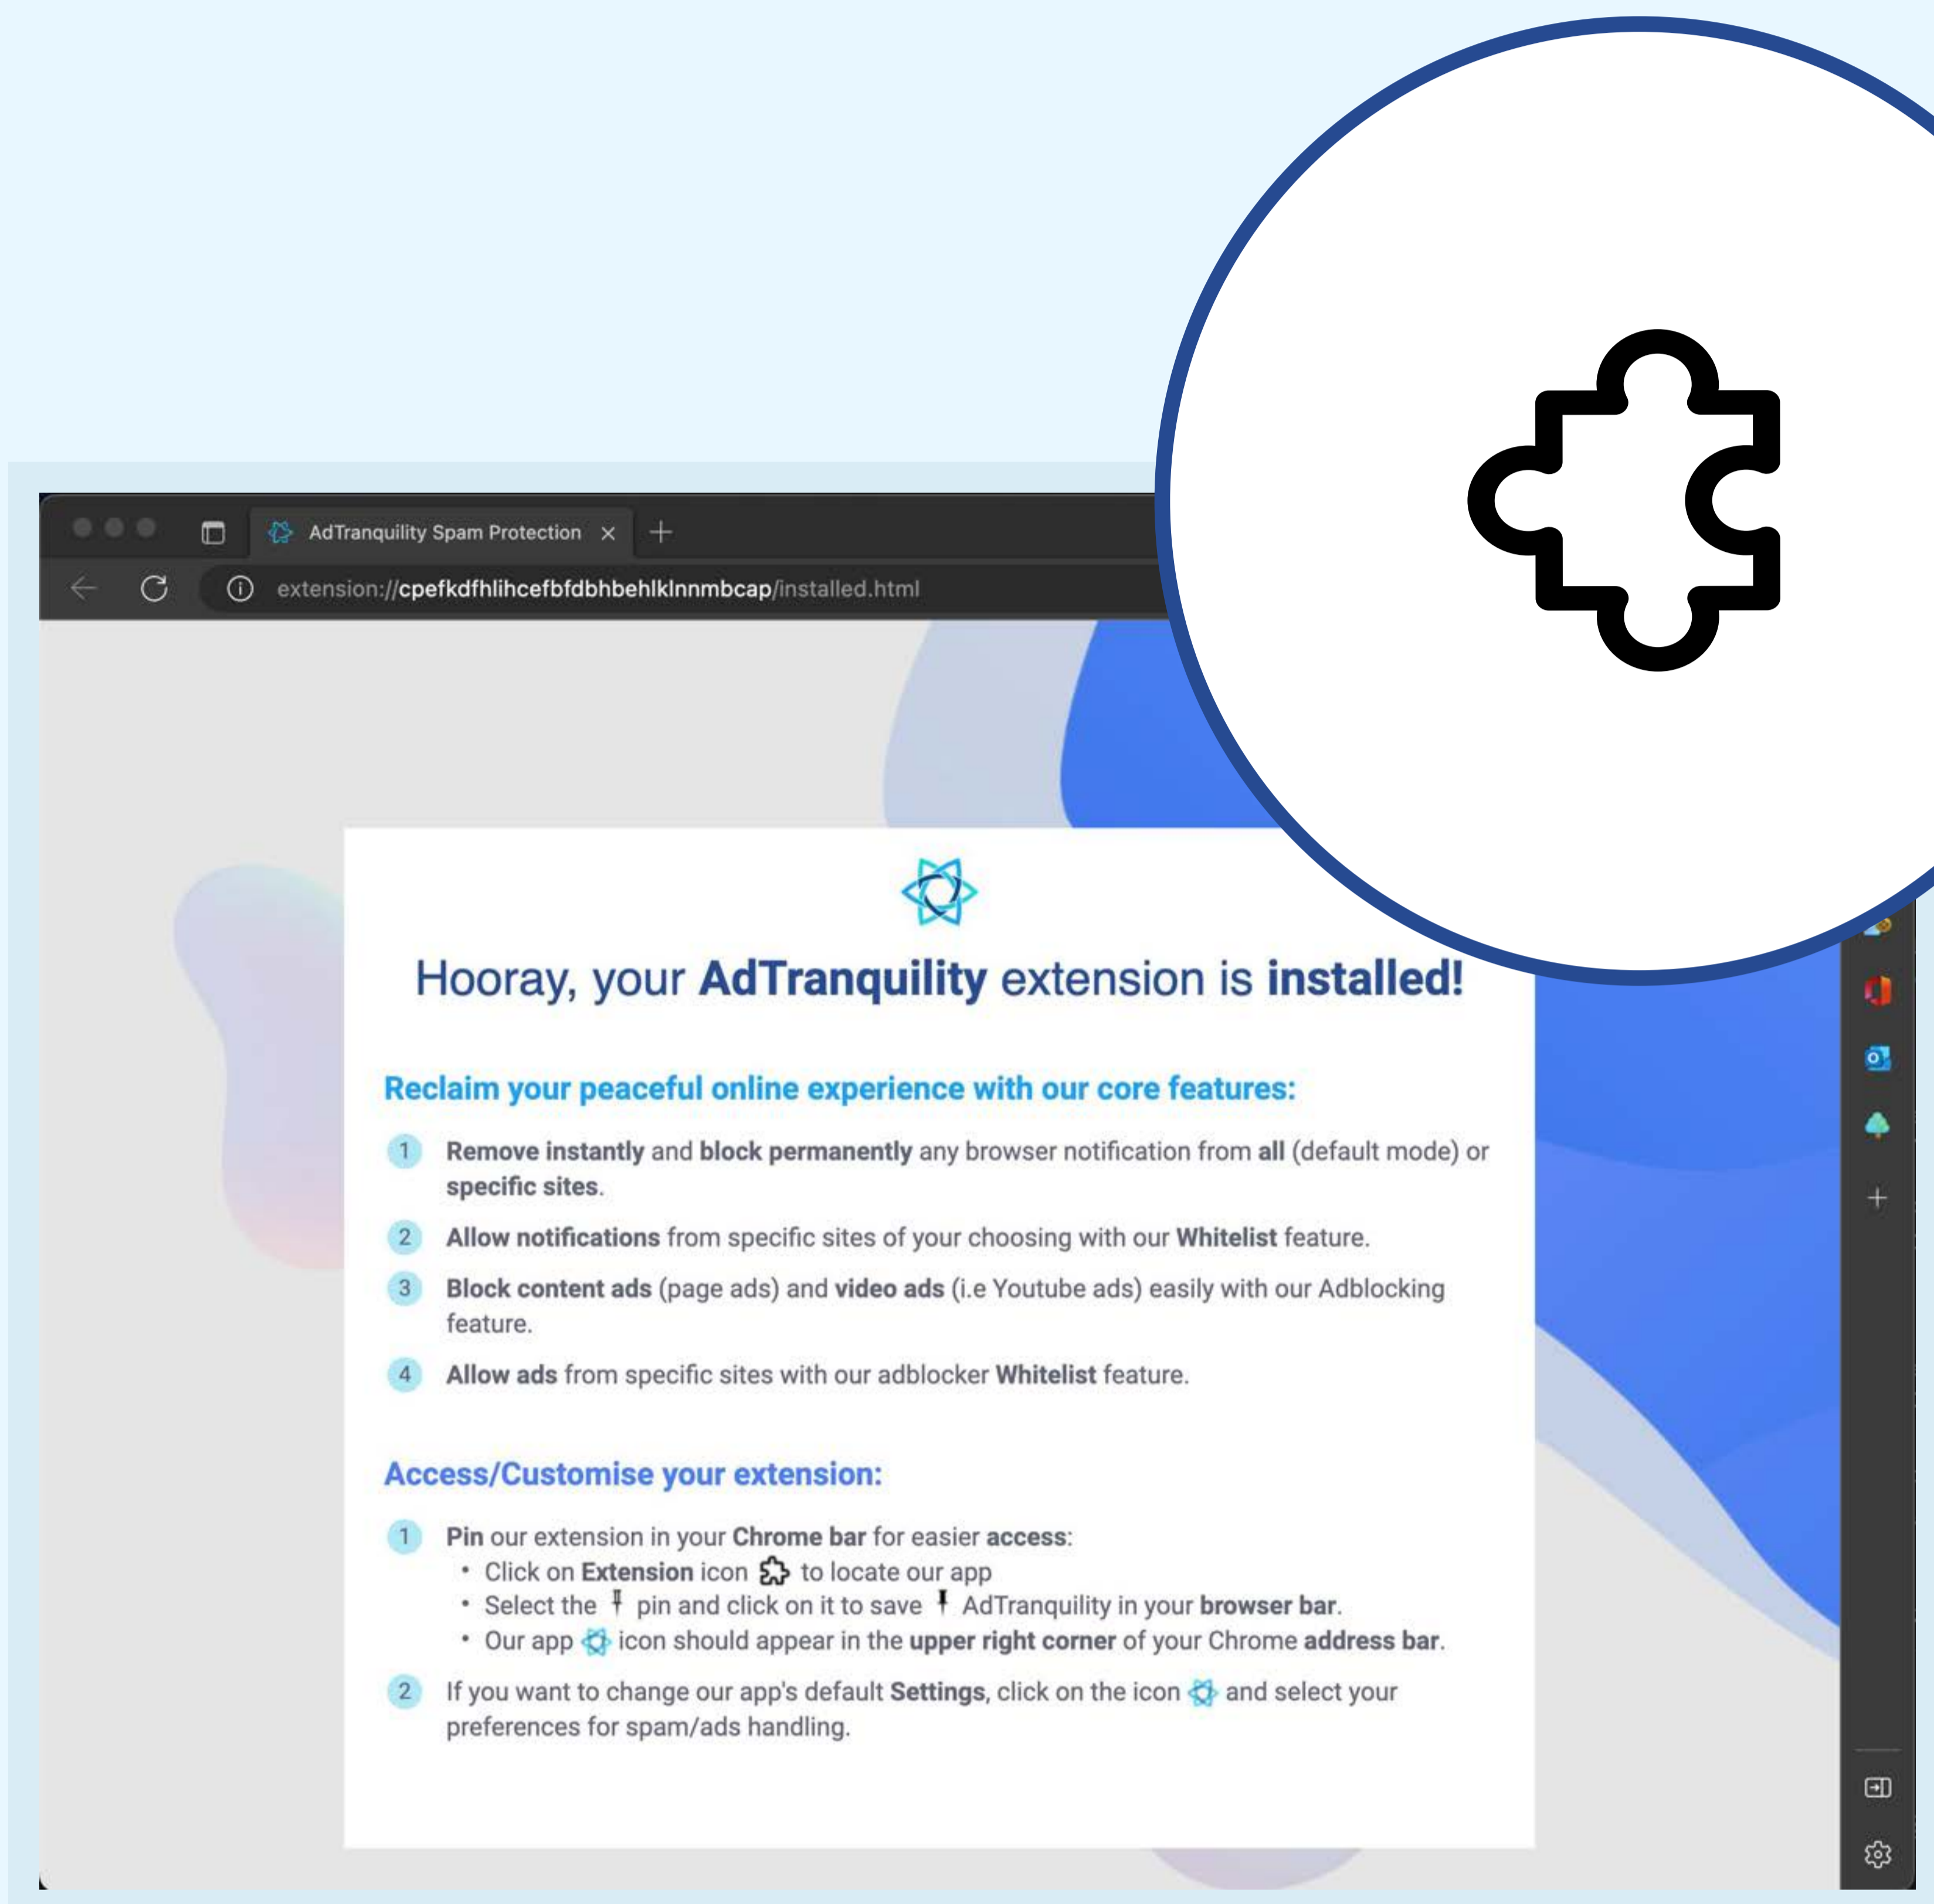 AdTranquility Spam Protection
extension://cpefkdfhlihcefbfdbhbehlklnnmbcap/installed.html
Hooray, your AdTranquility extension is installed!
Reclaim your peaceful online experience with our core features:
1 Remove instantly and block permanently any browser notification from all (default mode) or
specific sites.
2 Allow notifications from specific sites of your choosing with our Whitelist feature.
3 Block content ads (page ads) and video ads (i.e Youtube ads) easily with our Adblocking
feature.
4 Allow ads from specific sites with our adblocker Whitelist feature.
Access/Customise your extension:
1 Pin our extension in your Chrome bar for easier access:
• Click on Extension icon to locate our app
• Select the pin and click on it to save AdTranquility in your browser bar.
• Our app icon should appear in the upper right corner of your Chrome address bar.
2 If you want to change our app's default Settings, click on the icon and select your
preferences for spam/ads handling.